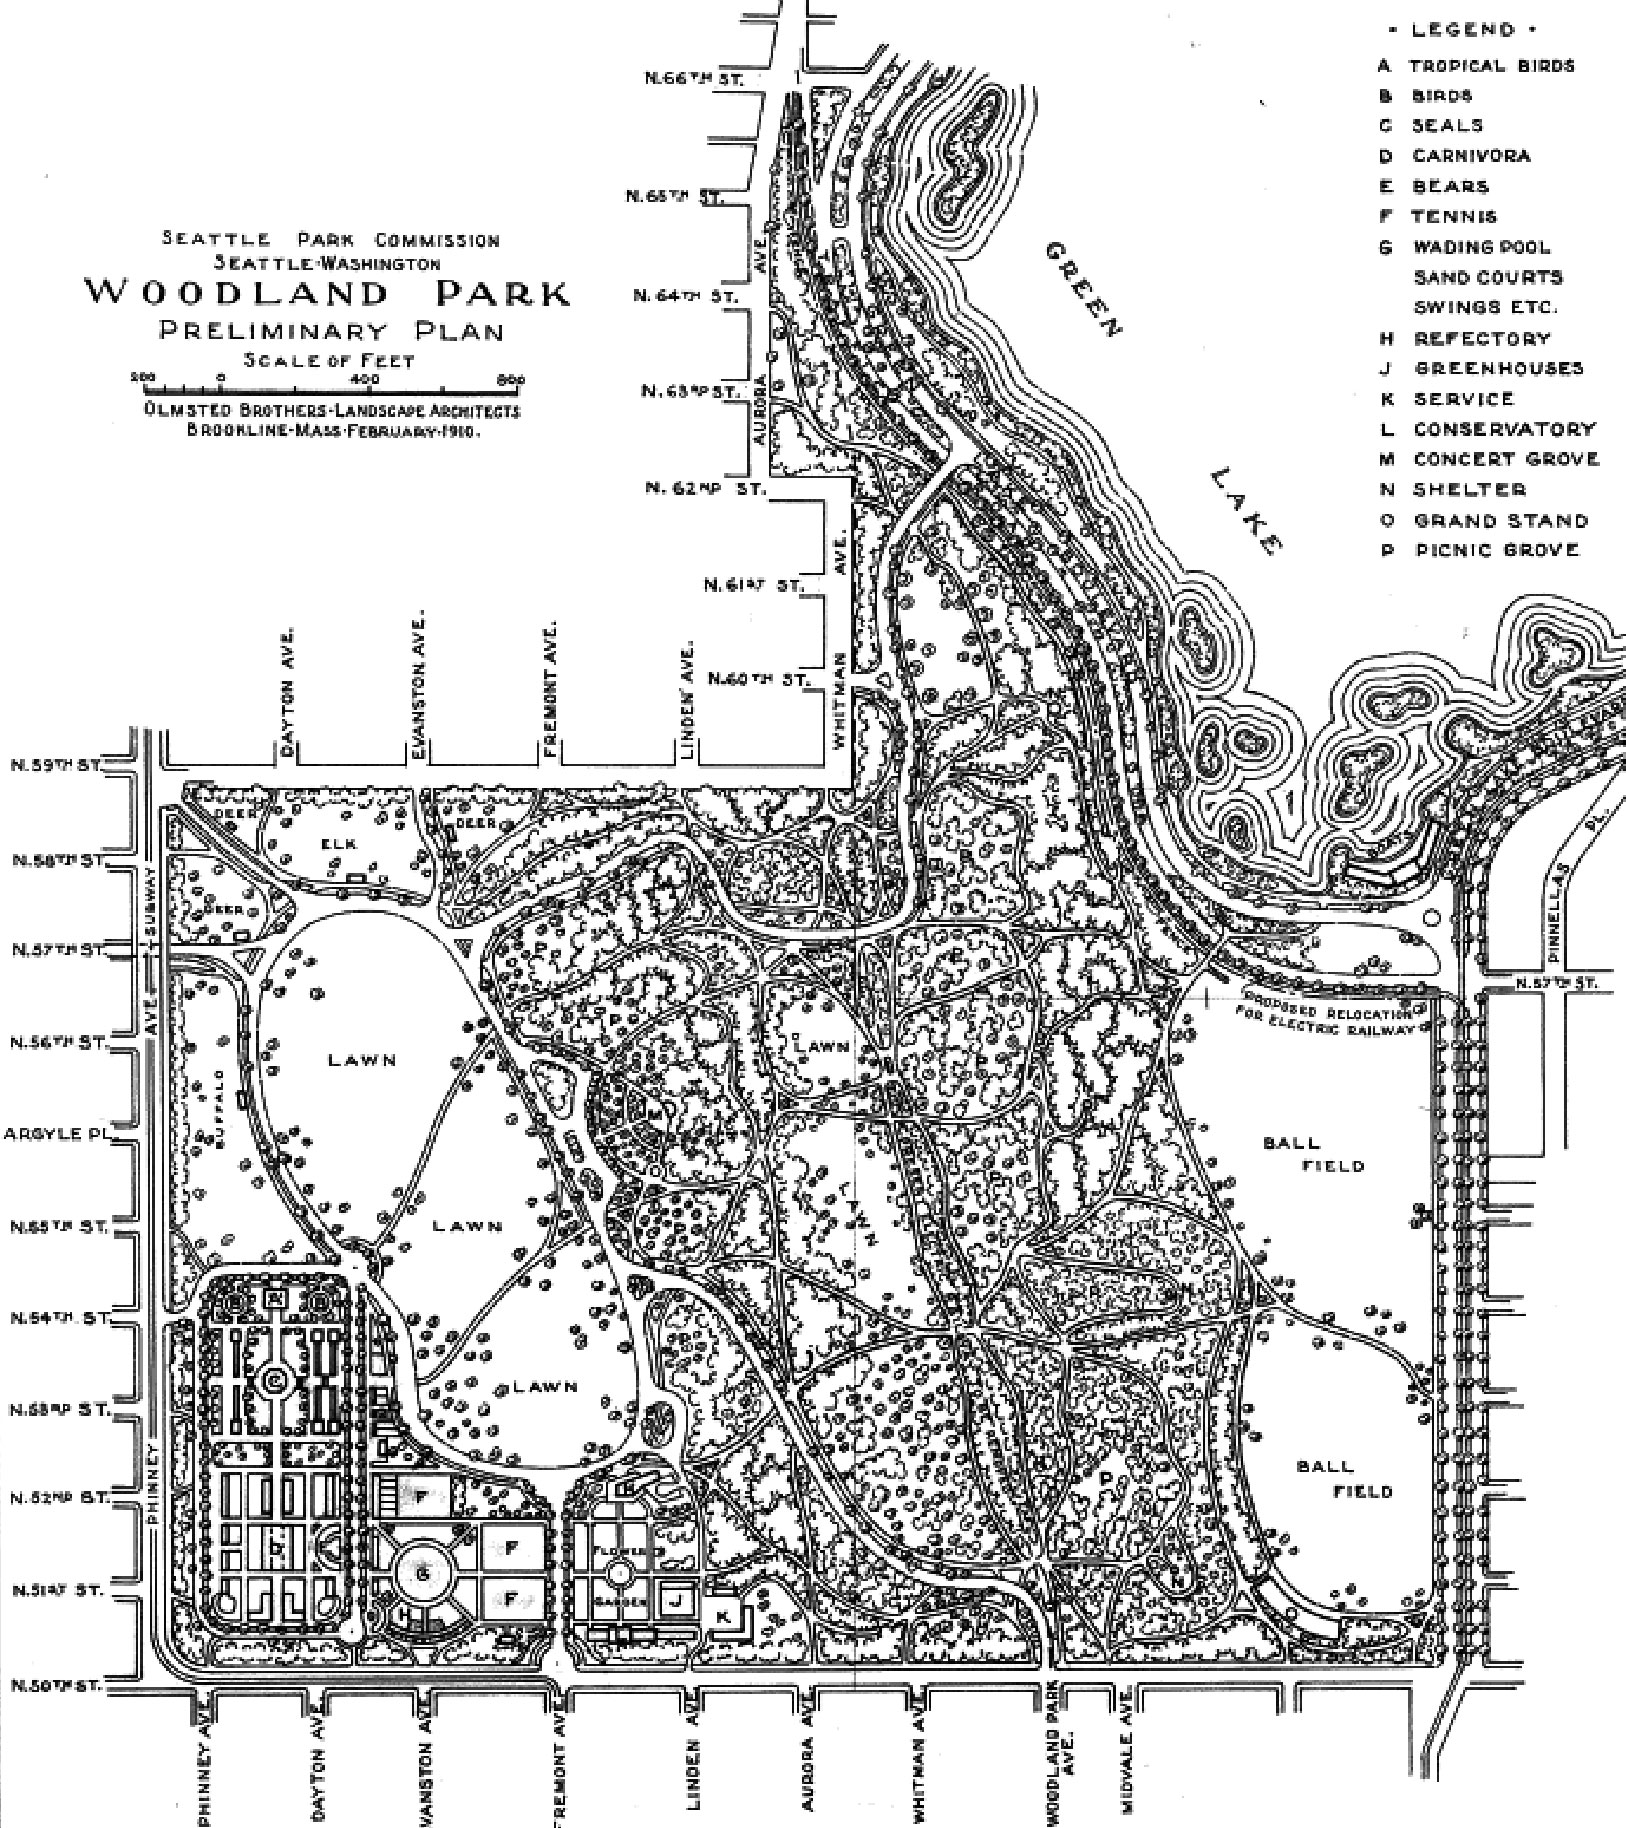 SEATTLE PARK COMMISSION
SEATTLE·WASHINGTON
WOODLAND PARK
PRELIMINARY PLAN
SCALE OF FEET
200 0 400 800
OLMSTED BROTHERS-LANDSCAPE ARCHITECTS
BROOKLINE-MASS·FEBRUARY·1910.
• LEGEND •
A TROPICAL BIRDS
B BIRDS
C SEALS
D CARNIVORA
E BEARS
F TENNIS
G WADING POOL
SAND COURTS
SWINGS ETC.
H REFECTORY
J GREENHOUSES
K SERVICE
L CONSERVATORY
M CONCERT GROVE
N SHELTER
O GRAND STAND
P PICNIC GROVE
N.66TH ST.
N.65TH ST.
N.64TH ST.
N.63RD ST.
N.62ND ST.
N.61ST ST.
N.60TH ST.
AURORA AVE.
WHITMAN AVE.
GREEN
LAKE
DAYTON AVE.
EVANSTON AVE.
FREMONT AVE.
LINDEN AVE.
N.59TH ST.
N.58TH ST.
N.57TH ST.
N.56TH ST.
ARGYLE PL.
N.55TH ST.
N.54TH ST.
N.53RD ST.
N.52ND ST.
N.51ST ST.
N.50TH ST.
PHINNEY AVE.
SUBWAY
DEER
ELK
DEER
DEER
BUFFALO
LAWN
LAWN
LAWN
LAWN
LAWN
BOATS
PINNELLAS PL.
N.57TH ST.
PROPOSED RELOCATION
FOR ELECTRIC RAILWAY
BALL
FIELD
BALL
FIELD
A
C
F
F
F
G
H
J
K
M
N
P
FLOWER
GARDEN
PHINNEY AVE
DAYTON AVE
VANSTON AVE
FREMONT AVE
LINDEN AVE
AURORA AVE
WHITMAN AVE
WOODLAND PARK
AVE.
MIDVALE AVE.